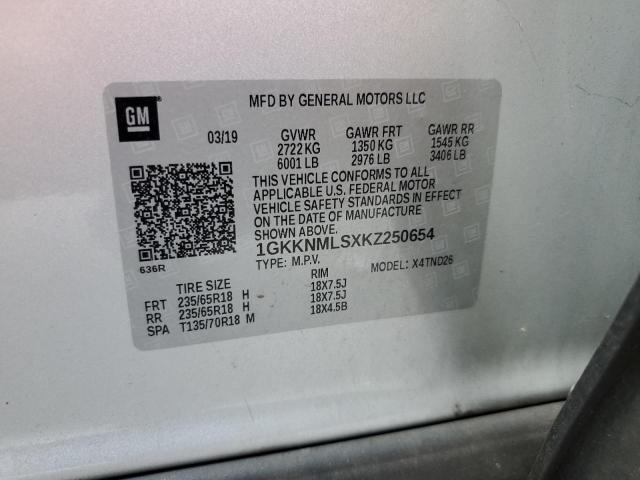 GM
MFD BY GENERAL MOTORS LLC
03/19 GVWR GAWR FRT GAWR RR
2722 KG 1350 KG 1545 KG
6001 LB 2976 LB 3406 LB
THIS VEHICLE CONFORMS TO ALL
APPLICABLE U.S. FEDERAL MOTOR
VEHICLE SAFETY STANDARDS IN EFFECT
ON THE DATE OF MANUFACTURE
SHOWN ABOVE.
1GKKNMLSXKZ250654
636R
TYPE: M.P.V. MODEL: X4TND26
TIRE SIZE RIM
FRT 235/65R18 H 18X7.5J
RR 235/65R18 H 18X7.5J
SPA T135/70R18 M 18X4.5B